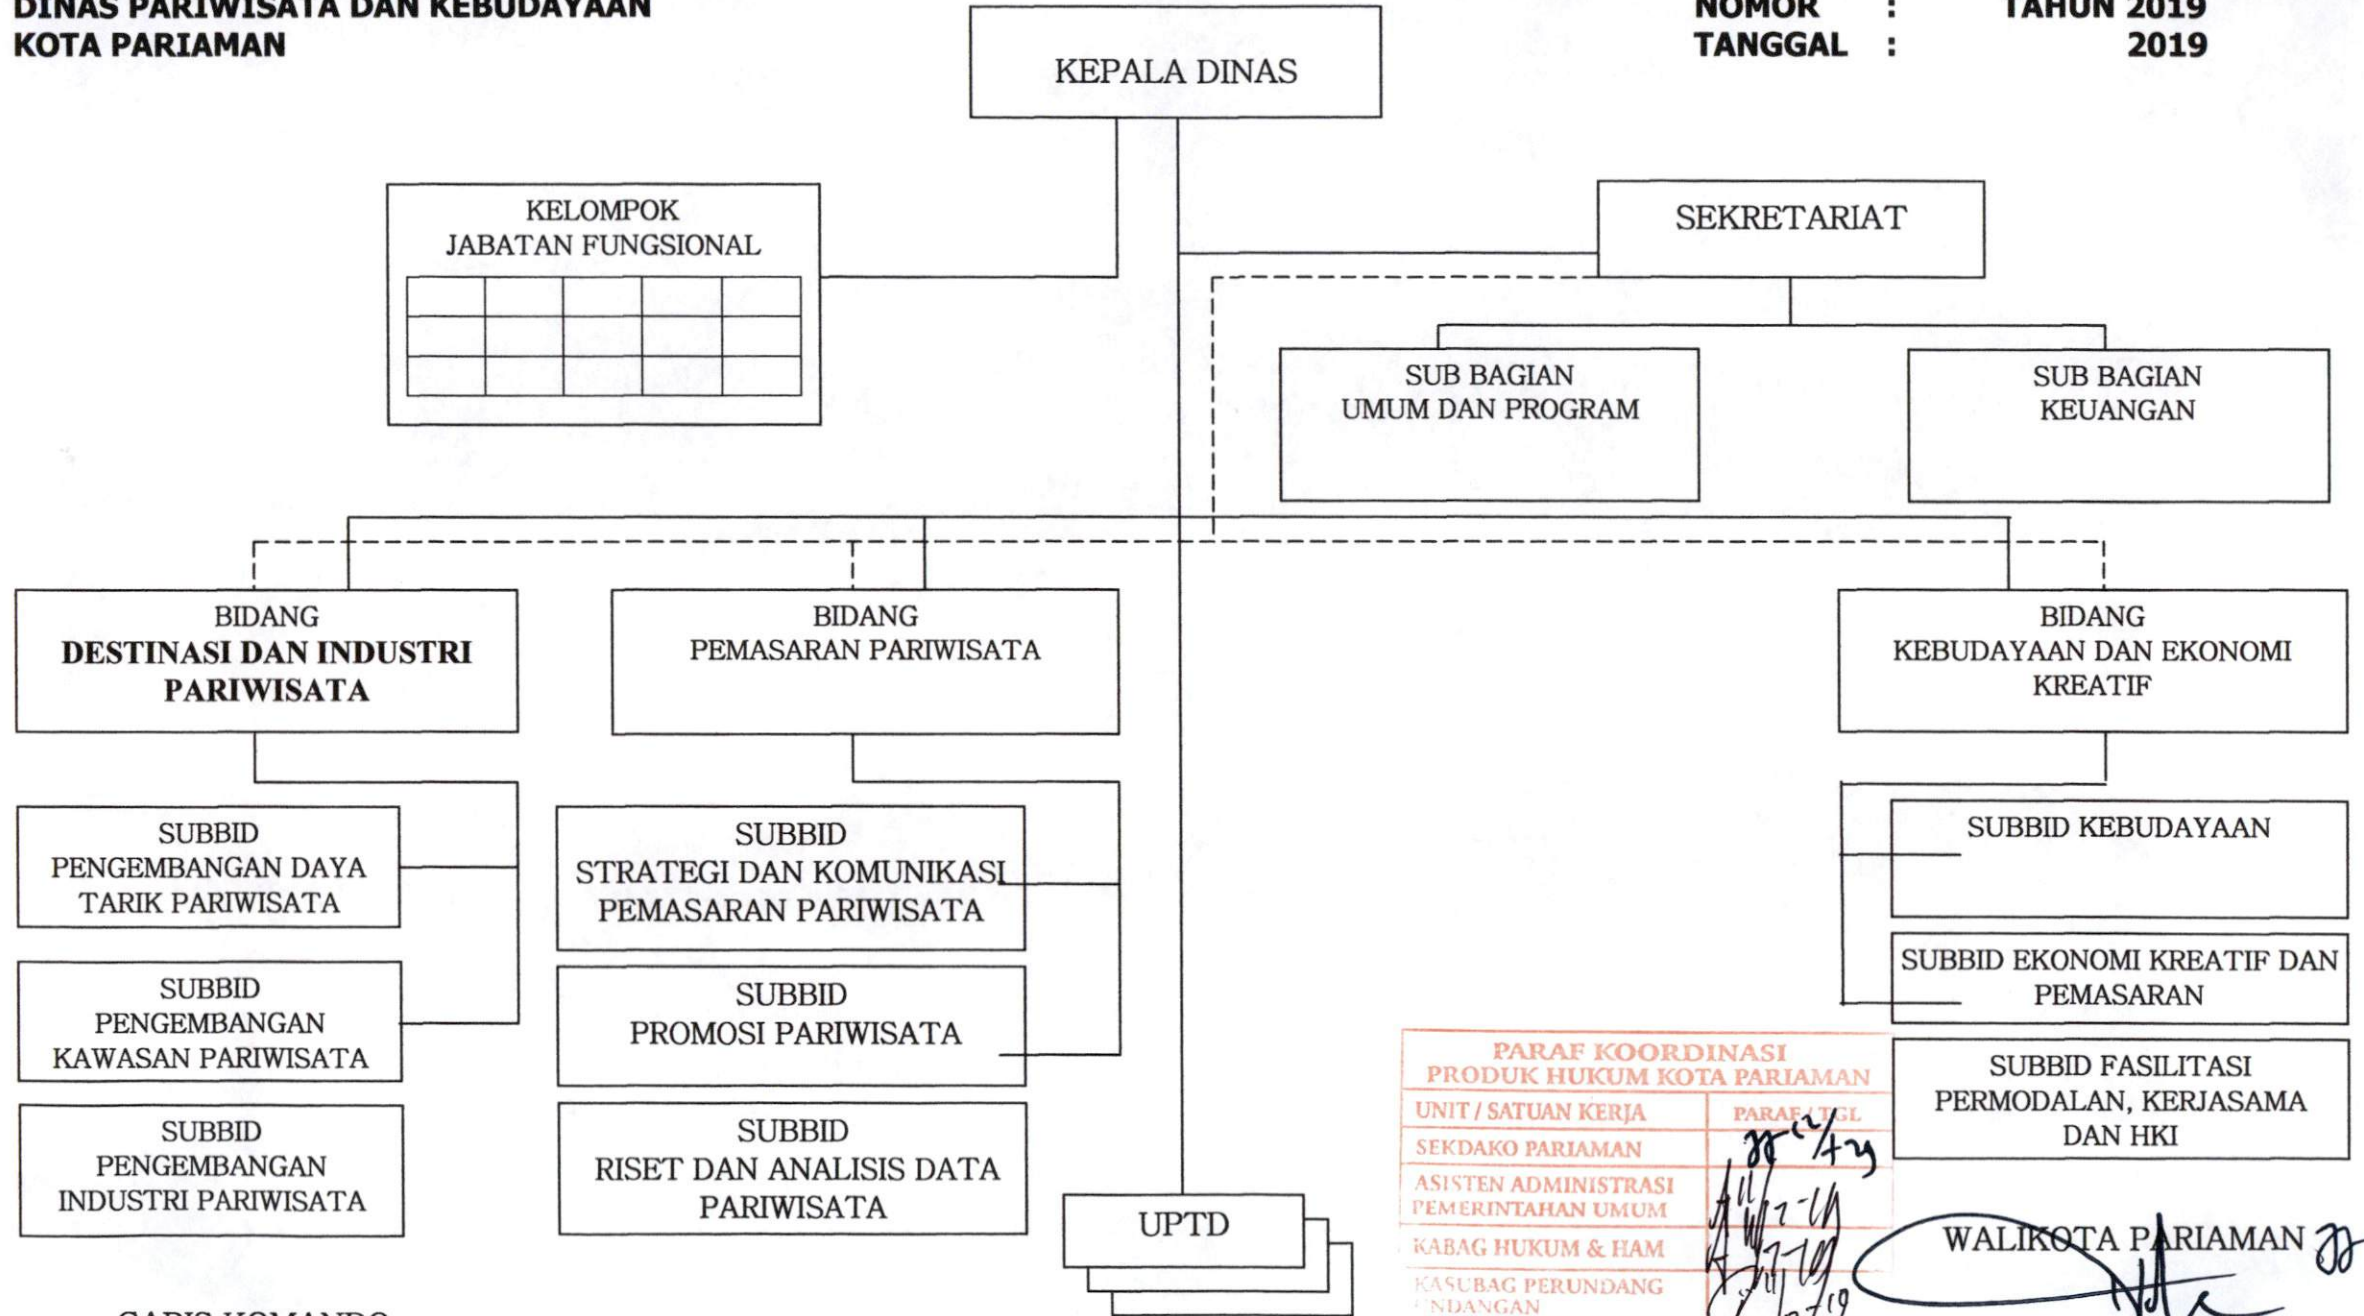 DINAS PARIWISATA DAN KEBUDAYAAN
KOTA PARIAMAN
NOMOR : TAHUN 2019
TANGGAL : 2019
KEPALA DINAS
KELOMPOK
JABATAN FUNGSIONAL
SEKRETARIAT
SUB BAGIAN
UMUM DAN PROGRAM
SUB BAGIAN
KEUANGAN
BIDANG
DESTINASI DAN INDUSTRI
PARIWISATA
BIDANG
PEMASARAN PARIWISATA
BIDANG
KEBUDAYAAN DAN EKONOMI
KREATIF
SUBBID
PENGEMBANGAN DAYA
TARIK PARIWISATA
SUBBID
PENGEMBANGAN
KAWASAN PARIWISATA
SUBBID
PENGEMBANGAN
INDUSTRI PARIWISATA
SUBBID
STRATEGI DAN KOMUNIKASI
PEMASARAN PARIWISATA
SUBBID
PROMOSI PARIWISATA
SUBBID
RISET DAN ANALISIS DATA
PARIWISATA
SUBBID KEBUDAYAAN
SUBBID EKONOMI KREATIF DAN
PEMASARAN
SUBBID FASILITASI
PERMODALAN, KERJASAMA
DAN HKI
UPTD
PARAF KOORDINASI
PRODUK HUKUM KOTA PARIAMAN
UNIT / SATUAN KERJA PARAF / TGL
SEKDAKO PARIAMAN
ASISTEN ADMINISTRASI
PEMERINTAHAN UMUM
KABAG HUKUM & HAM
KASUBAG PERUNDANG
UNDANGAN
WALIKOTA PARIAMAN
GARIS KOMANDO